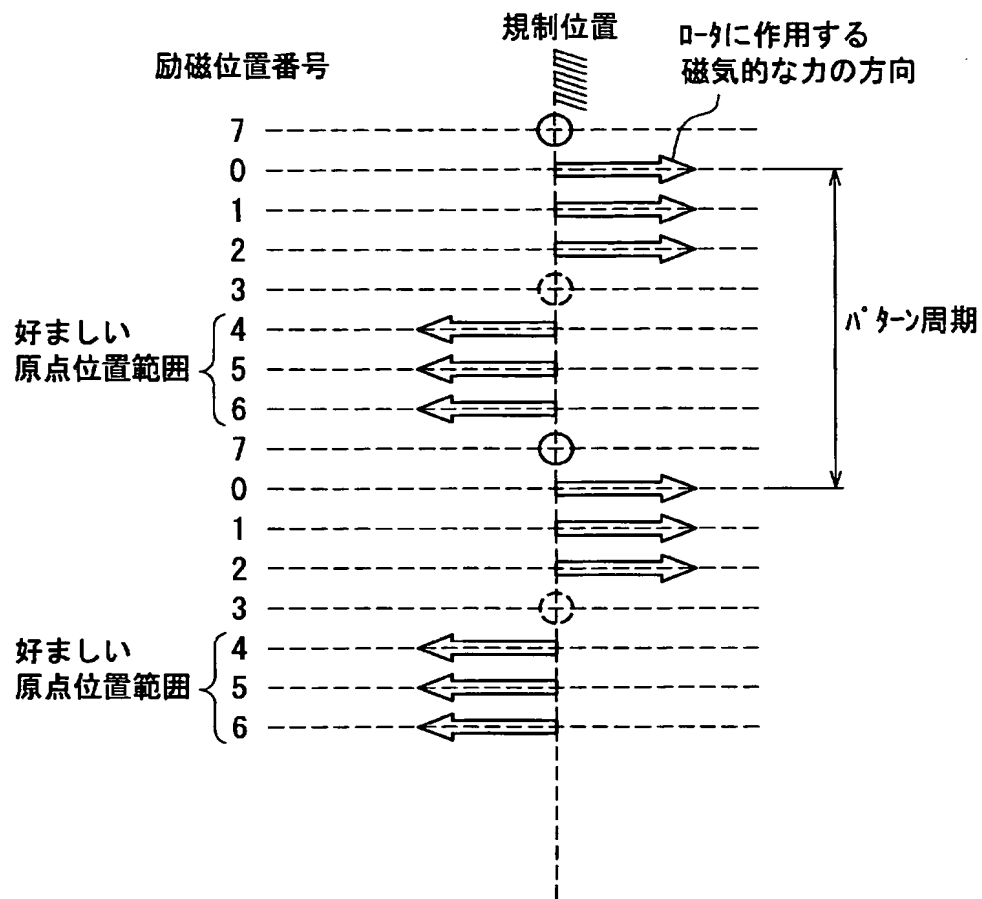 規制位置
ﾛｰﾀに作用する
磁気的な力の方向
励磁位置番号
7
0
1
2
3
好ましい
原点位置範囲
4
5
6
パターン周期
7
0
1
2
3
好ましい
原点位置範囲
4
5
6